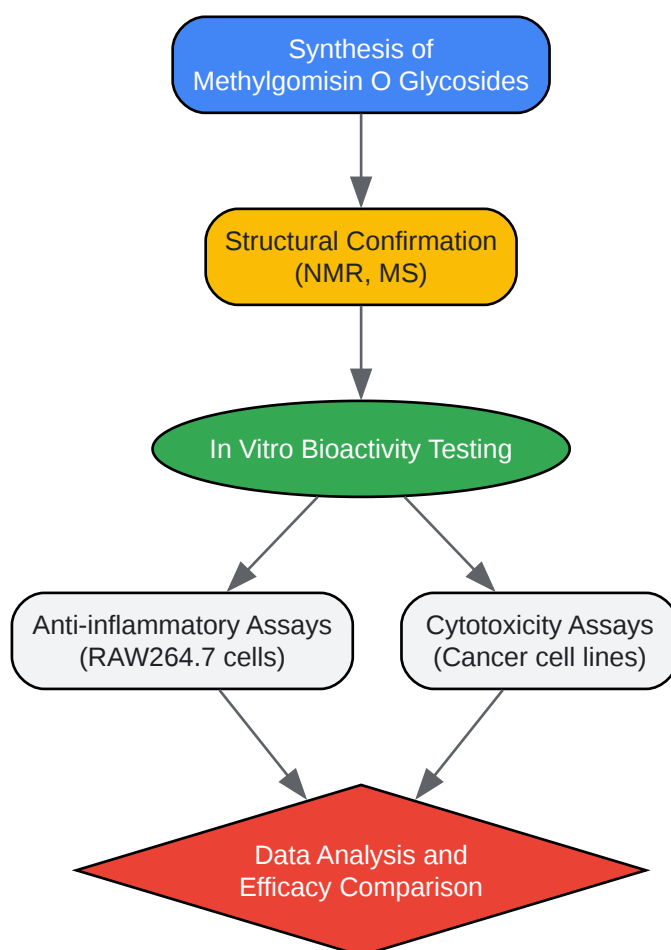 Synthesis of
Methylgomisin O Glycosides
Structural Confirmation
(NMR, MS)
In Vitro Bioactivity Testing
Anti-inflammatory Assays
(RAW264.7 cells)
Cytotoxicity Assays
(Cancer cell lines)
Data Analysis and
Efficacy Comparison